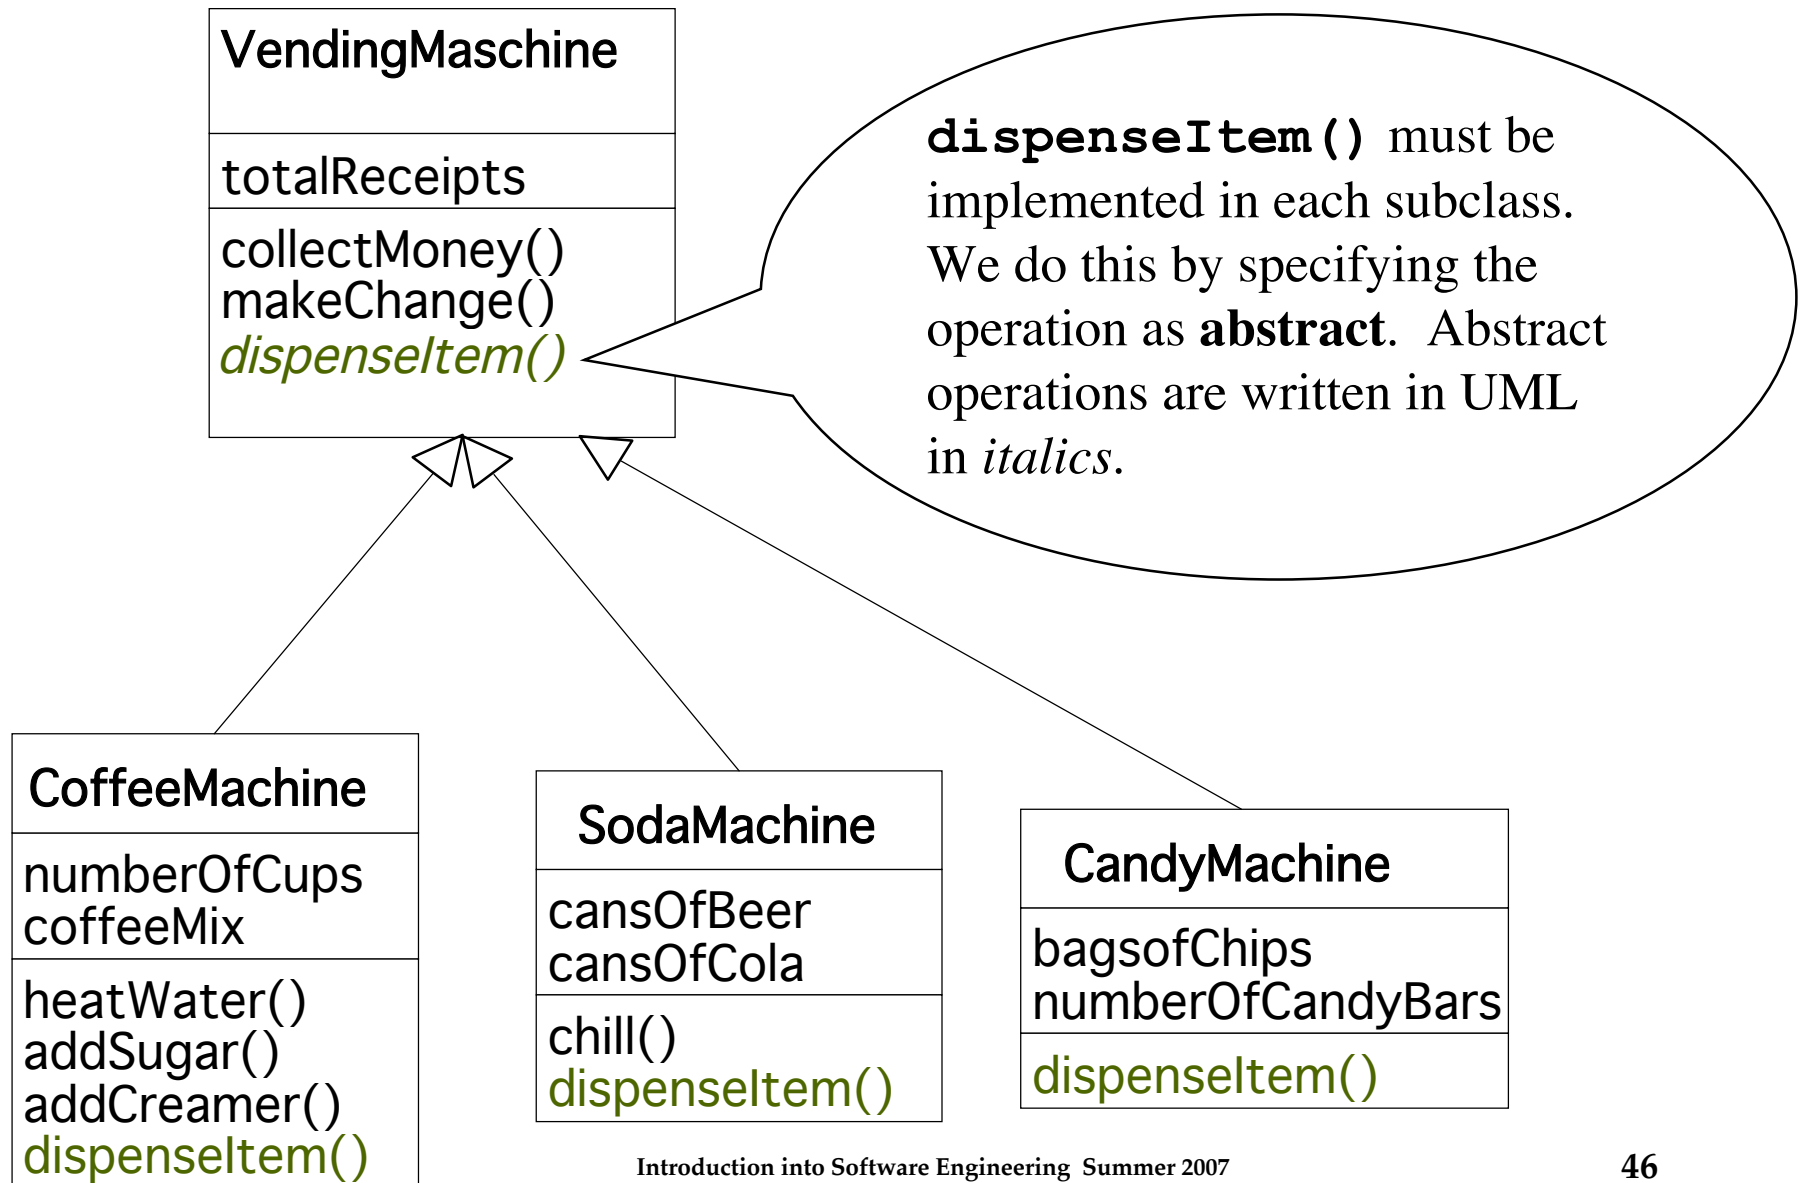 VendingMaschine
totalReceipts
collectMoney()
makeChange()
dispenseItem()
dispenseItem() must be
implemented in each subclass.
We do this by specifying the
operation as abstract. Abstract
operations are written in UML
in italics.
CoffeeMachine
numberOfCups
coffeeMix
heatWater()
addSugar()
addCreamer()
dispenseItem()
SodaMachine
cansOfBeer
cansOfCola
chill()
dispenseItem()
CandyMachine
bagsofChips
numberOfCandyBars
dispenseItem()
Introduction into Software Engineering Summer 2007
46